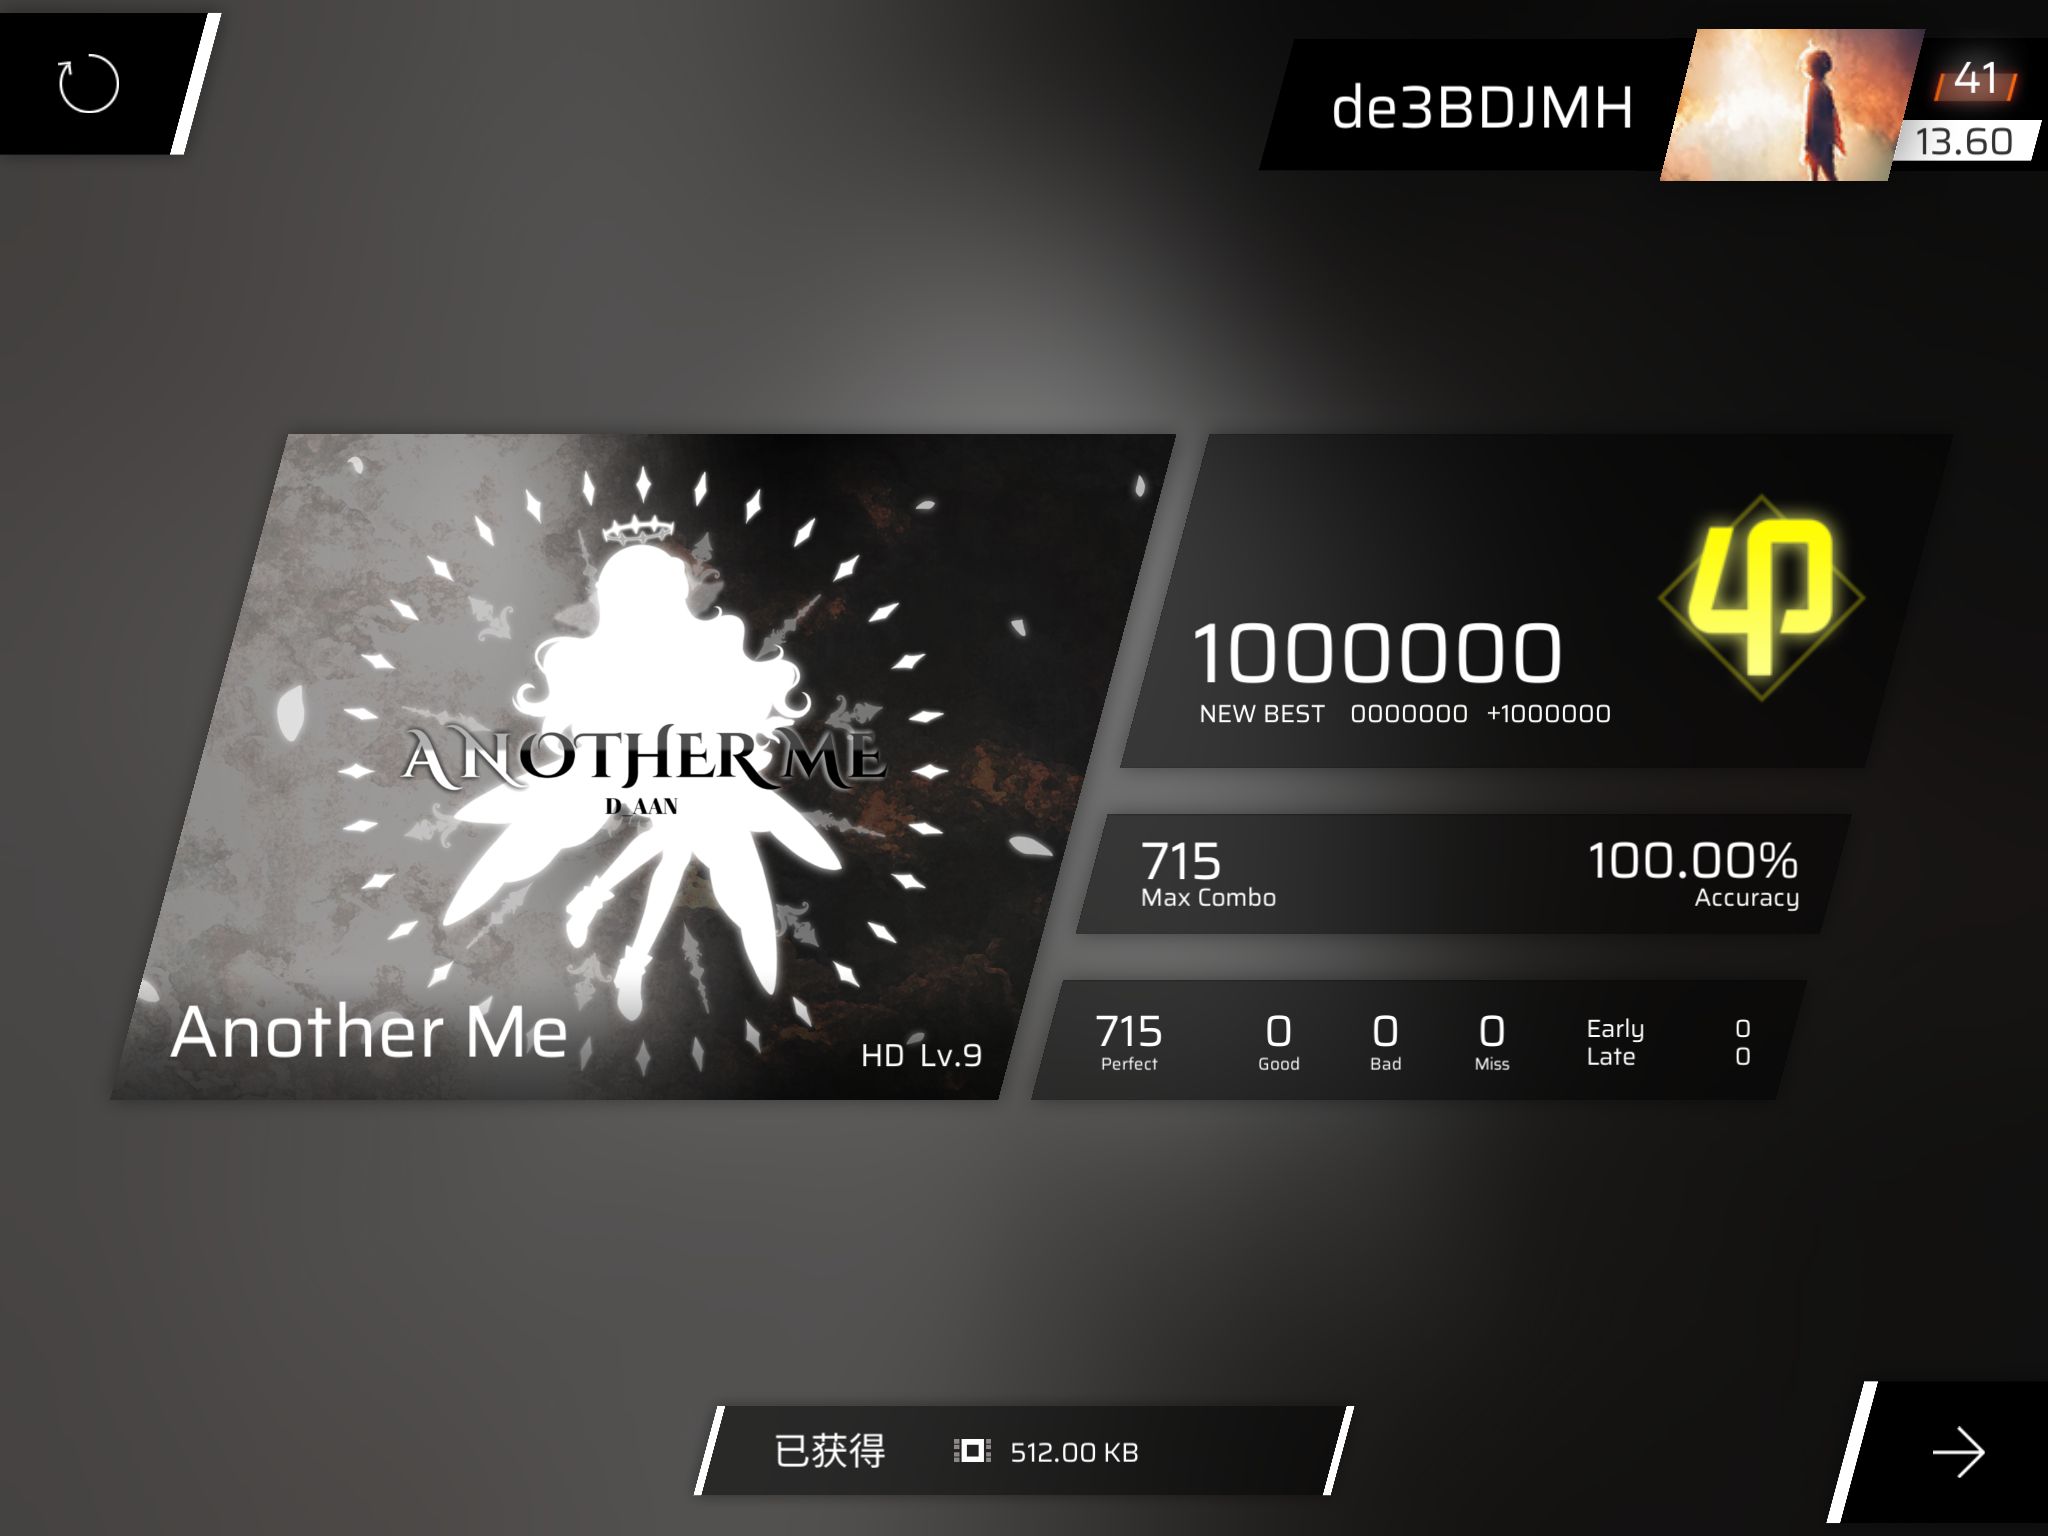 de3BDJMH
41
13.60
ANOTHER ME
D_AAN
Another Me
HD Lv.9
1000000
NEW BEST 0000000 +1000000
φ
715
Max Combo
100.00%
Accuracy
715 0 0 0
Perfect Good Bad Miss
Early 0
Late 0
已获得 512.00 KB